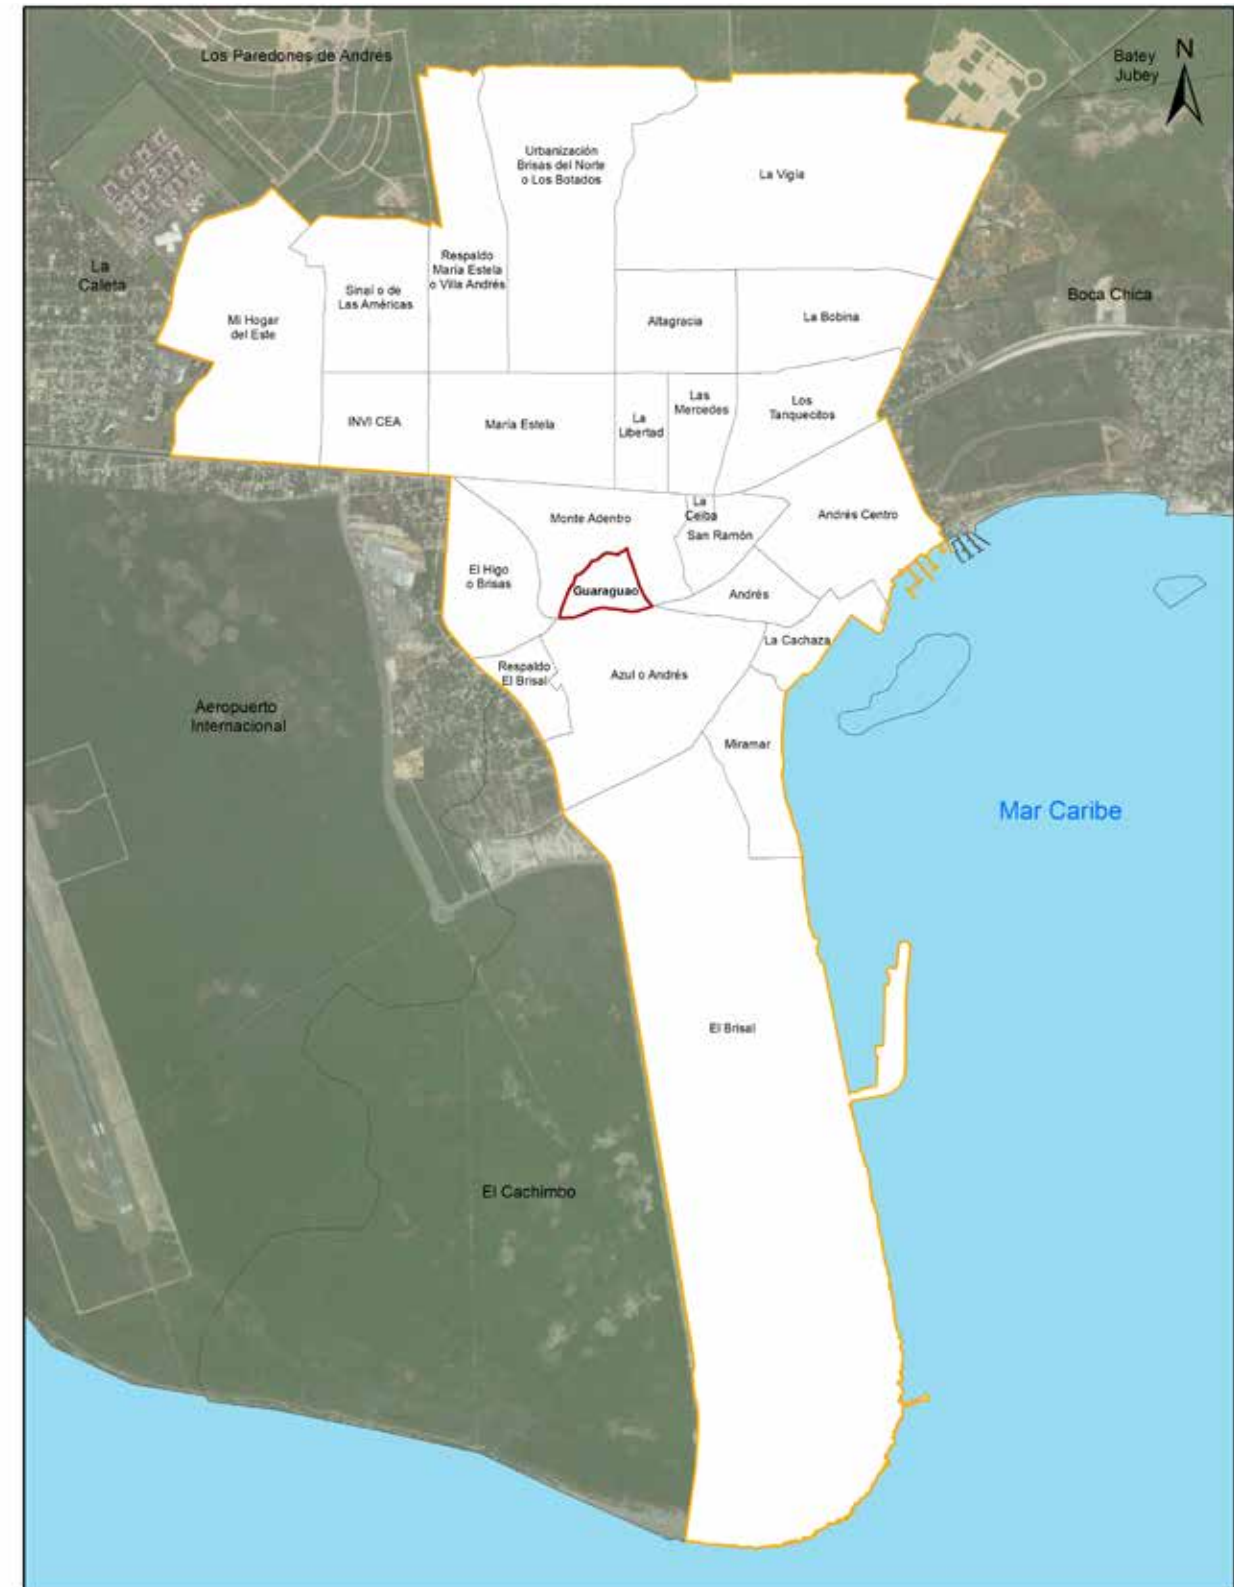 Los Paredones de Andrés
Batey
Jubey
N
Urbanización
Brisas del Norte
o Los Botados
La Vigía
La
Caleta
Respaldo
María Estela
o Villa Andrés
Sinaí o de
Las Américas
Mi Hogar
del Este
Boca Chica
Altagracia
La Bobina
INVI CEA
María Estela
La
Libertad
Las
Mercedes
Los
Tanquecitos
Monte Adentro
La
Ceiba
San Ramón
Andrés Centro
El Higo
o Brisas
Guaraguao
Andrés
La Cachaza
Respaldo
El Brisal
Azul o Andrés
Aeropuerto
Internacional
Miramar
Mar Caribe
El Brisal
El Cachimbo